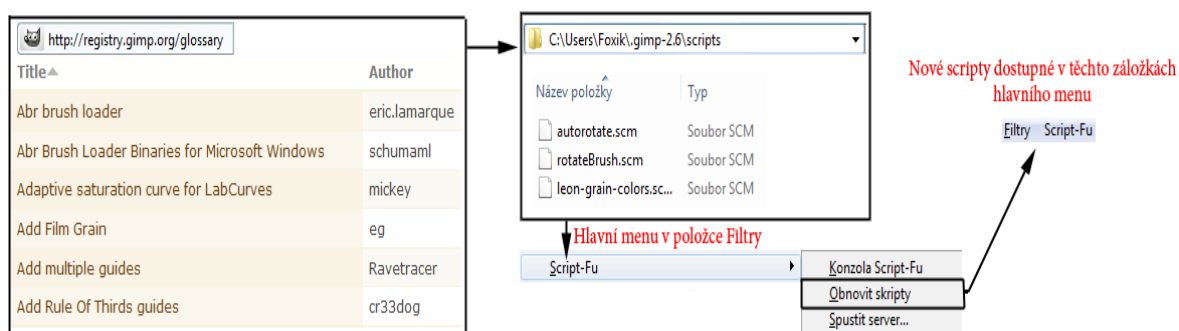 http://registry.gimp.org/glossary
Title Author
Abr brush loader eric.lamarque
Abr Brush Loader Binaries for Microsoft Windows schumaml
Adaptive saturation curve for LabCurves mickey
Add Film Grain eg
Add multiple guides Ravetracer
Add Rule Of Thirds guides cr33dog
C:\Users\Foxik\.gimp-2.6\scripts
Název položky Typ
autorotate.scm Soubor SCM
rotateBrush.scm Soubor SCM
leon-grain-colors.sc... Soubor SCM
Hlavní menu v položce Filtry
Script-Fu
Konzola Script-Fu
Obnovit skripty
Spustit server...
Nové scripty dostupné v těchto záložkách
hlavního menu
Filtry Script-Fu